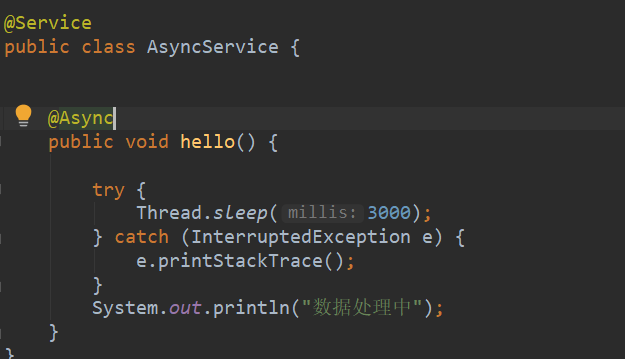 @Service
public class AsyncService {
@Async
public void hello() {
try {
Thread.sleep( millis: 3000);
} catch (InterruptedException e) {
e.printStackTrace();
}
System.out.println("数据处理中");
}
}